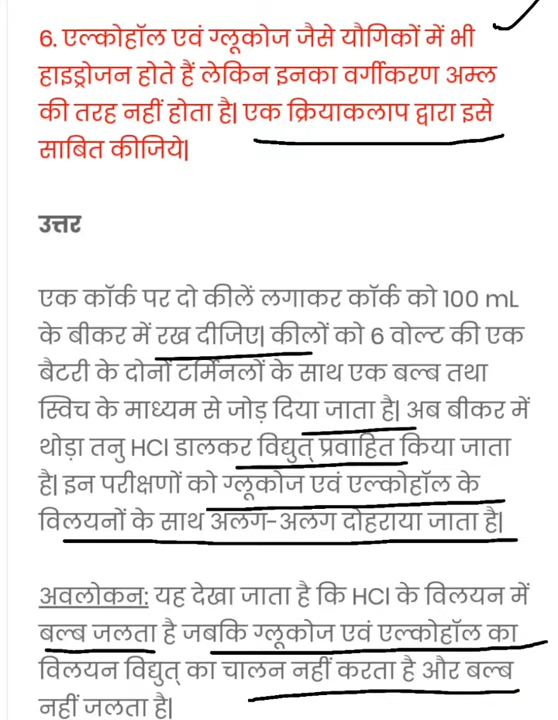 6. एल्कोहॉल एवं ग्लूकोज जैसे यौगिकों में भी
हाइड्रोजन होते हैं लेकिन इनका वर्गीकरण अम्ल
की तरह नहीं होता है| एक क्रियाकलाप द्वारा इसे
साबित कीजिये|
उत्तर
एक कॉर्क पर दो कीलें लगाकर कॉर्क को 100 mL
के बीकर में रख दीजिए| कीलों को 6 वोल्ट की एक
बैटरी के दोनों टर्मिनलों के साथ एक बल्ब तथा
स्विच के माध्यम से जोड़ दिया जाता है| अब बीकर में
थोड़ा तनु HCl डालकर विद्युत् प्रवाहित किया जाता
है| इन परीक्षणों को ग्लूकोज एवं एल्कोहॉल के
विलयनों के साथ अलग-अलग दोहराया जाता है|
अवलोकन: यह देखा जाता है कि HCl के विलयन में
बल्ब जलता है जबकि ग्लूकोज एवं एल्कोहॉल का
विलयन विद्युत् का चालन नहीं करता है और बल्ब
नहीं जलता है|